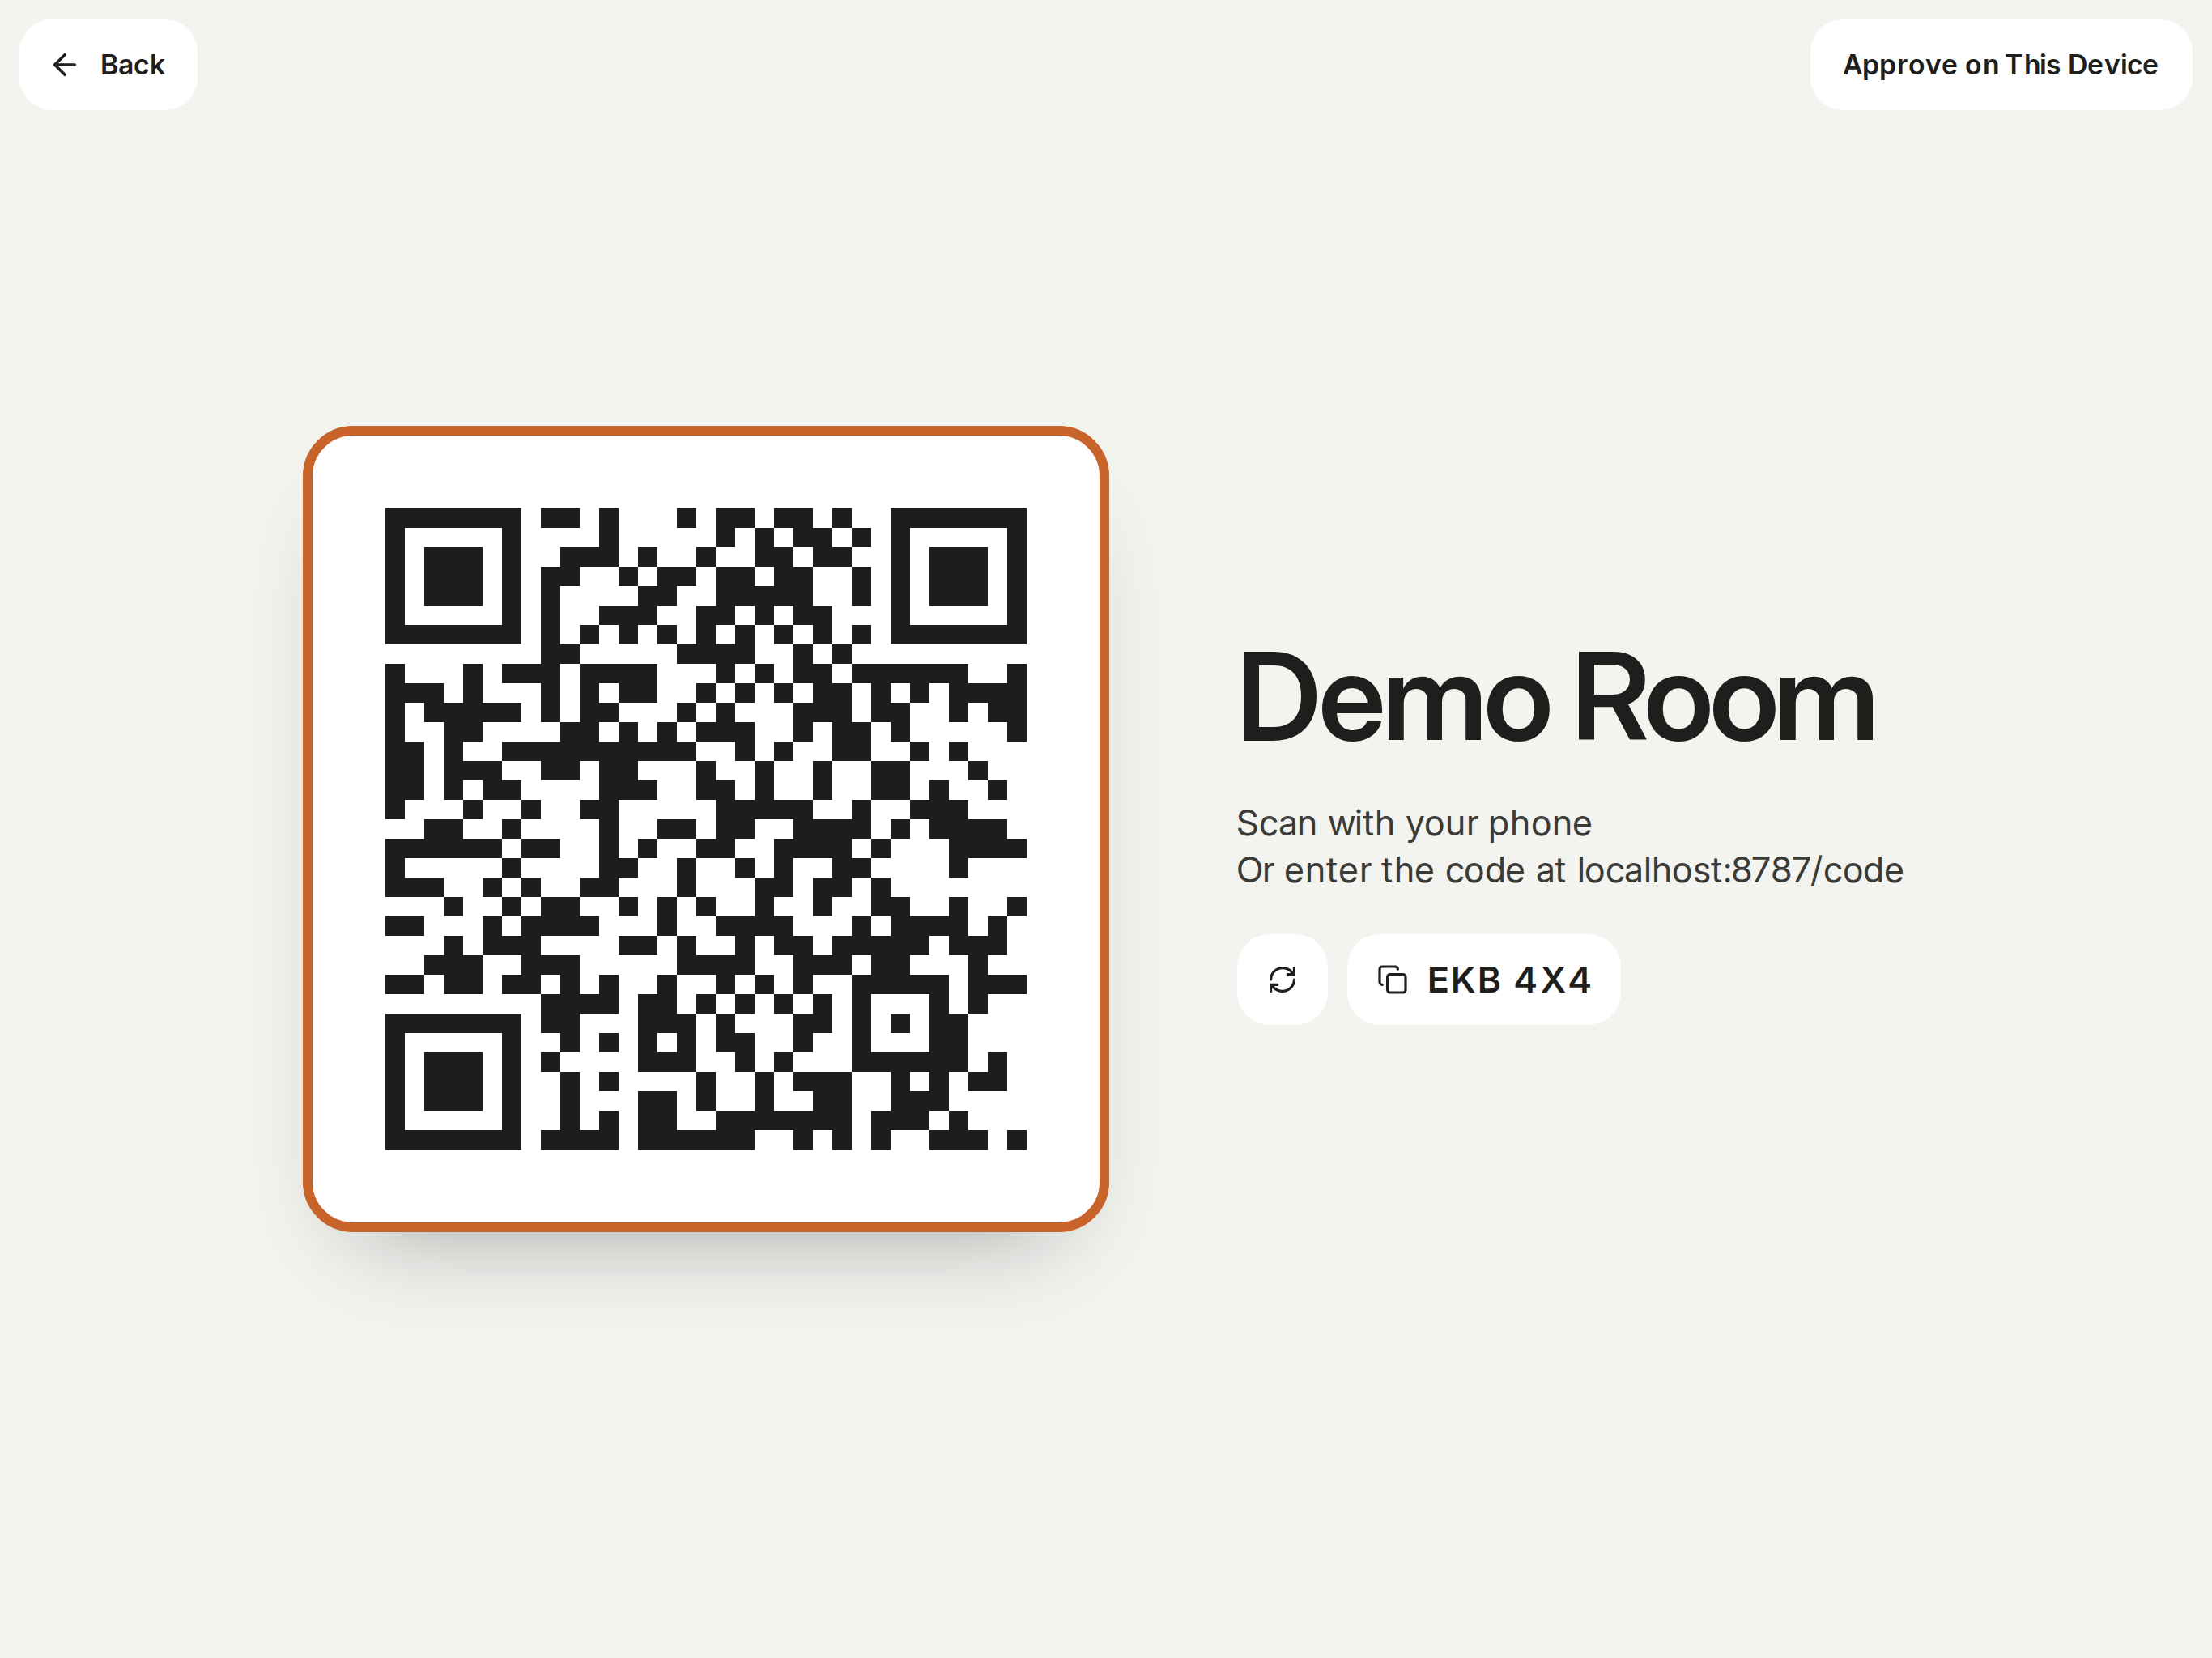 Back
Approve on This Device
Demo Room
Scan with your phone
Or enter the code at localhost:8787/code
EKB 4X4